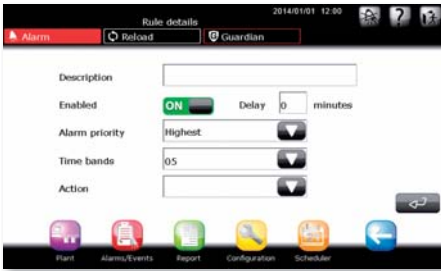 Rule details
2014/01/01 12:00
Alarm
Reload
Guardian
Description
Enabled ON Delay 0 minutes
Alarm priority Highest
Time bands 05
Action
Plant Alarms/Events Report Configuration Scheduler